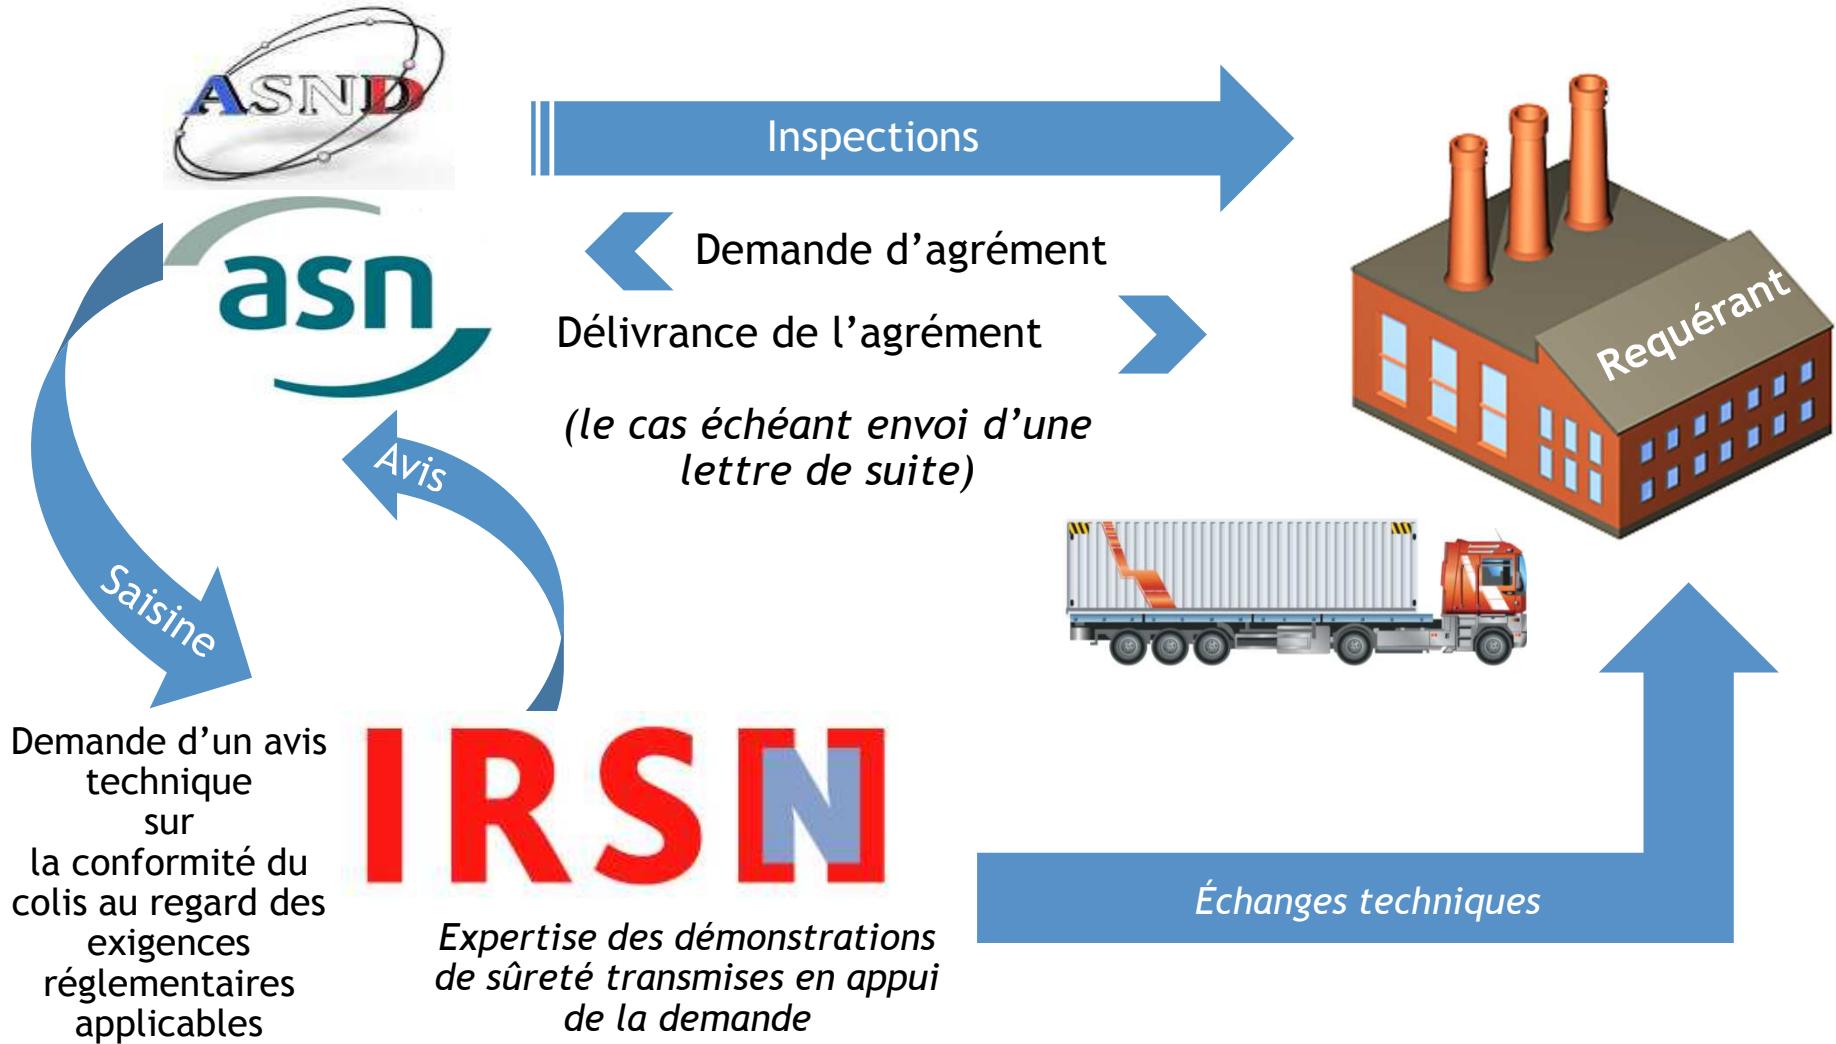 ASND
Inspections
asn
Demande d’agrément
Délivrance de l’agrément
(le cas échéant envoi d’une
lettre de suite)
Requérant
Avis
Saisine
Demande d’un avis
technique
sur
la conformité du
colis au regard des
exigences
réglementaires
applicables
IRSN
Expertise des démonstrations
de sûreté transmises en appui
de la demande
Échanges techniques